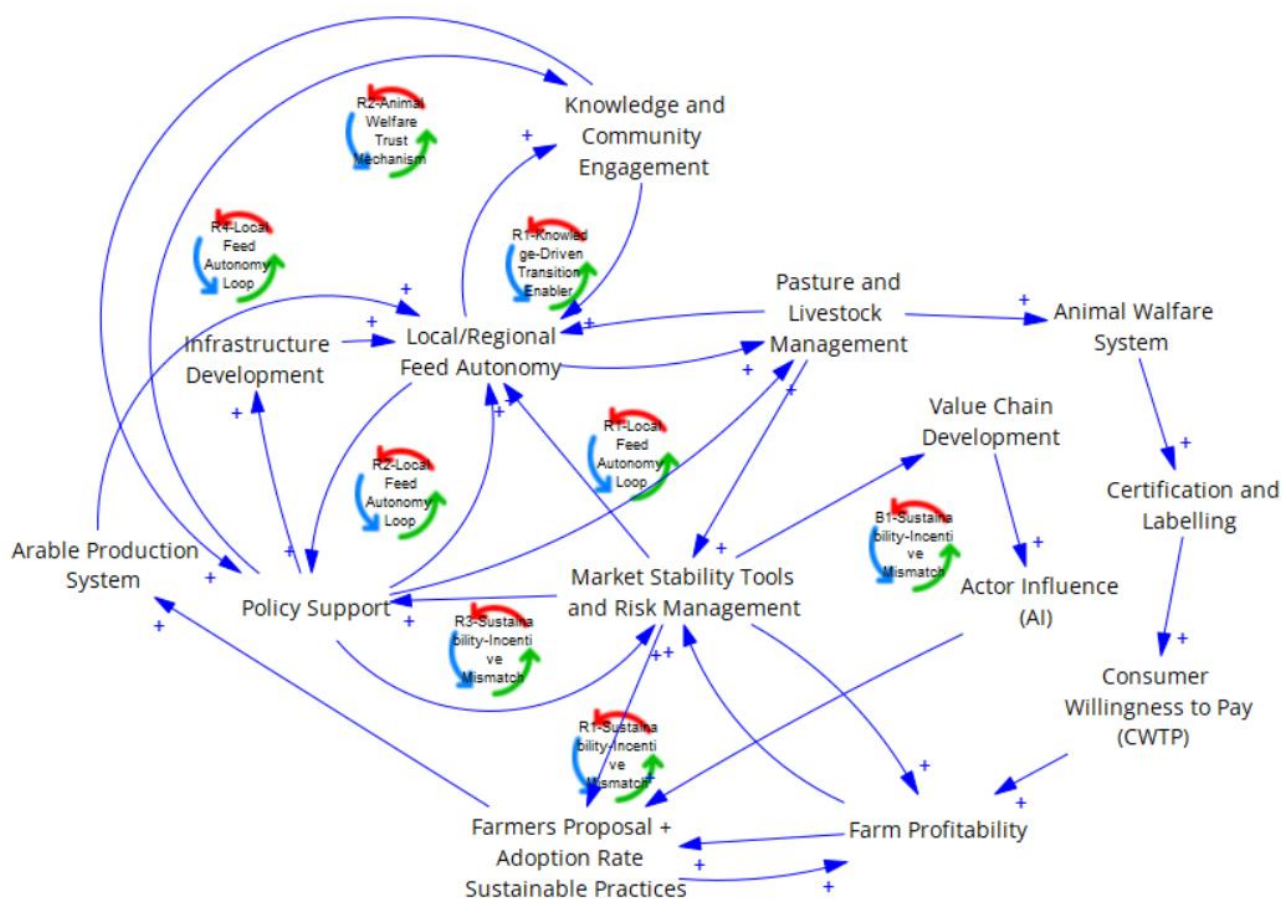 R2-Animal
Welfare
Trust
Mechanism
Knowledge and
Community
Engagement
+
R4-Local
Feed
Autonomy
Loop
R1-Knowled
ge-Driven
Transition
Enabler
Pasture and
Livestock
Management
+
Animal Walfare
System
+
+
+
Infrastructure
Development
Local/Regional
Feed Autonomy
+
+
+
+
+
Value Chain
Development
R1-Local
Feed
Autonomy
Loop
+
R2-Local
Feed
Autonomy
Loop
Certification and
Labelling
B1-Sustaina
bility-Incenti
ve
Mismatch
+
+
+
Arable Production
System
+
Policy Support
+
Market Stability Tools
and Risk Management
Actor Influence
(AI)
+
+
R3-Sustaina
bility-Incenti
ve
Mismatch
++
+
Consumer
Willingness to Pay
(CWTP)
R1-Sustaina
bility-Incenti
ve
Mismatch
+
+
+
Farmers Proposal +
Adoption Rate
Sustainable Practices
Farm Profitability
+
+